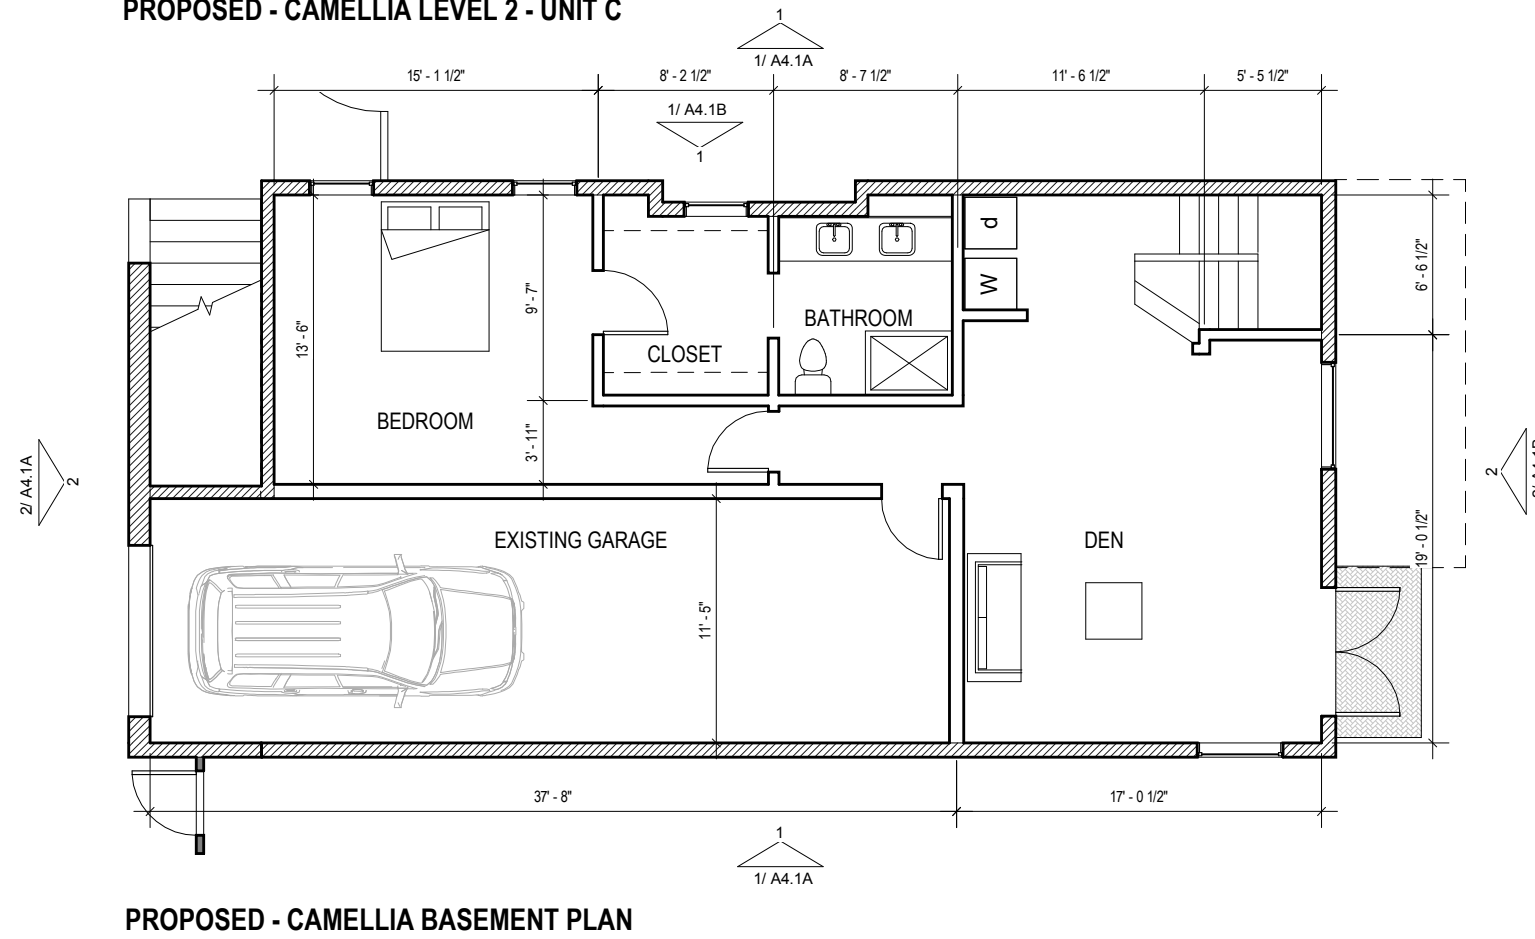 PROPOSED - CAMELLIA LEVEL 2 - UNIT C
1
1/ A4.1A
15' - 1 1/2"
8' - 2 1/2"
8' - 7 1/2"
11' - 6 1/2"
5' - 5 1/2"
1/ A4.1B
1
d
W
6' - 6 1/2"
9' - 7"
13' - 6"
BATHROOM
CLOSET
BEDROOM
3' - 11"
2/ A4.1A
2
2
EXISTING GARAGE
DEN
19' - 0 1/2"
11' - 5"
37' - 8"
17' - 0 1/2"
1
1/ A4.1A
PROPOSED - CAMELLIA BASEMENT PLAN